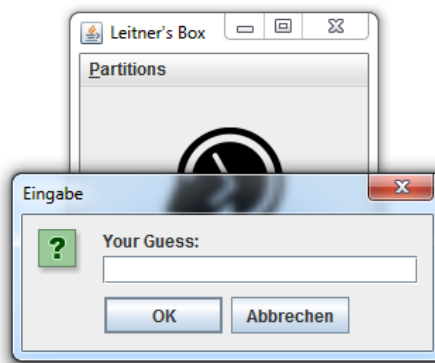 Leitner's Box
Partitions
Eingabe
?
Your Guess:
OK Abbrechen